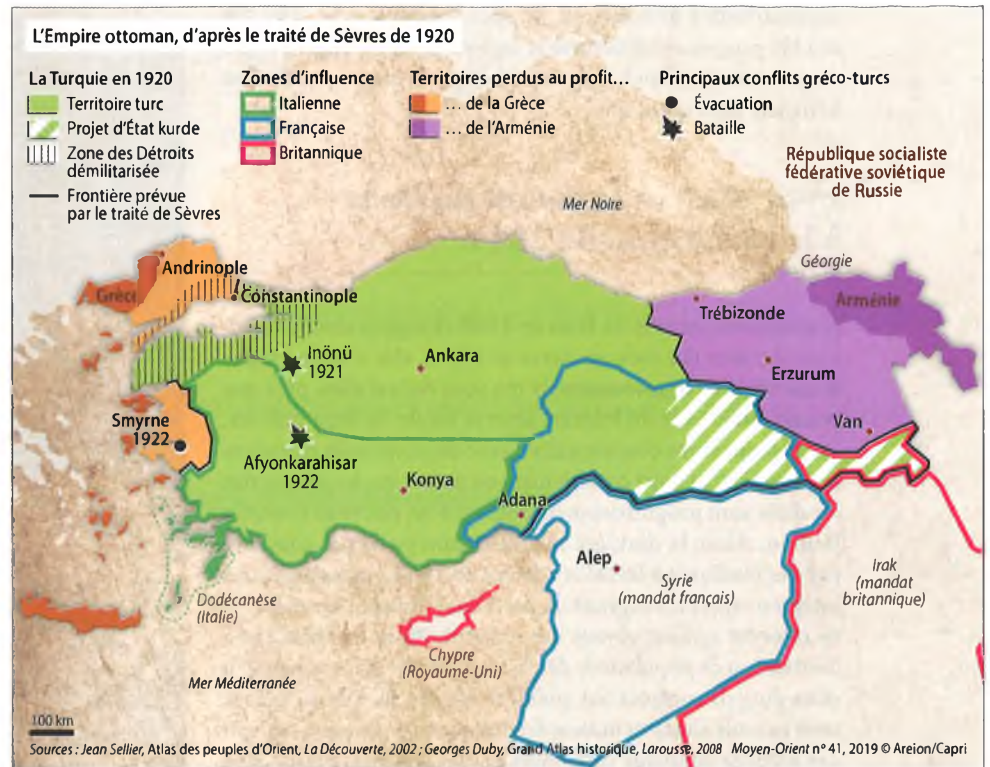 L'Empire ottoman, d'après le traité de Sèvres de 1920
La Turquie en 1920
Territoire turc
Projet d'État kurde
Zone des Détroits
démilitarisée
Frontière prévue
par le traité de Sèvres
Zones d'influence
Italienne
Française
Britannique
Territoires perdus au profit...
... de la Grèce
... de l'Arménie
Principaux conflits gréco-turcs
Évacuation
Bataille
République socialiste
fédérative soviétique
de Russie
Mer Noire
Géorgie
Andrinople
Grèce
Constantinople
Arménie
Trébizonde
Inönü
1921
Ankara
Erzurum
Smyrne
1922
Van
Afyonkarahisar
1922
Konya
Adana
Alep
Syrie
(mandat français)
Irak
(mandat
britannique)
Dodécanèse
(Italie)
Chypre
(Royaume-Uni)
Mer Méditerranée
100 km
Sources : Jean Sellier, Atlas des peuples d'Orient, La Découverte, 2002 ; Georges Duby, Grand Atlas historique, Larousse, 2008 Moyen-Orient n° 41, 2019 © Areion/Capri